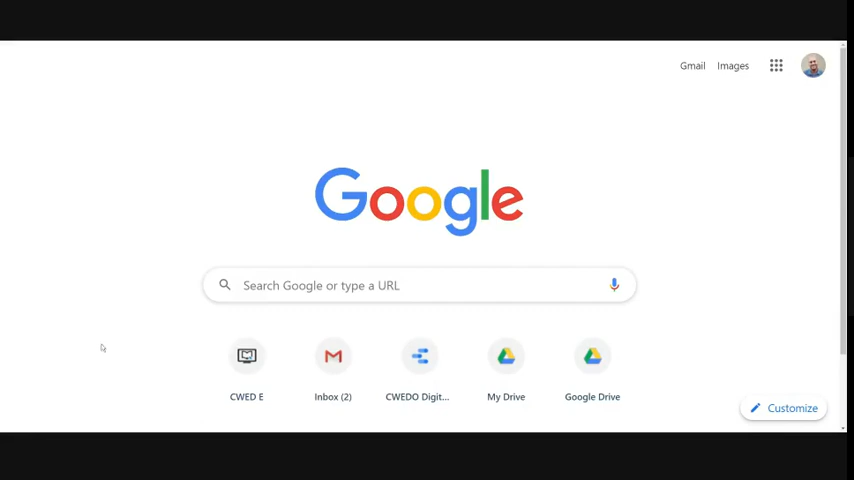 Gmail Images
Google
Search Google or type a URL
CWED E
Inbox (2)
CWEDO Digit...
My Drive
Google Drive
Customize